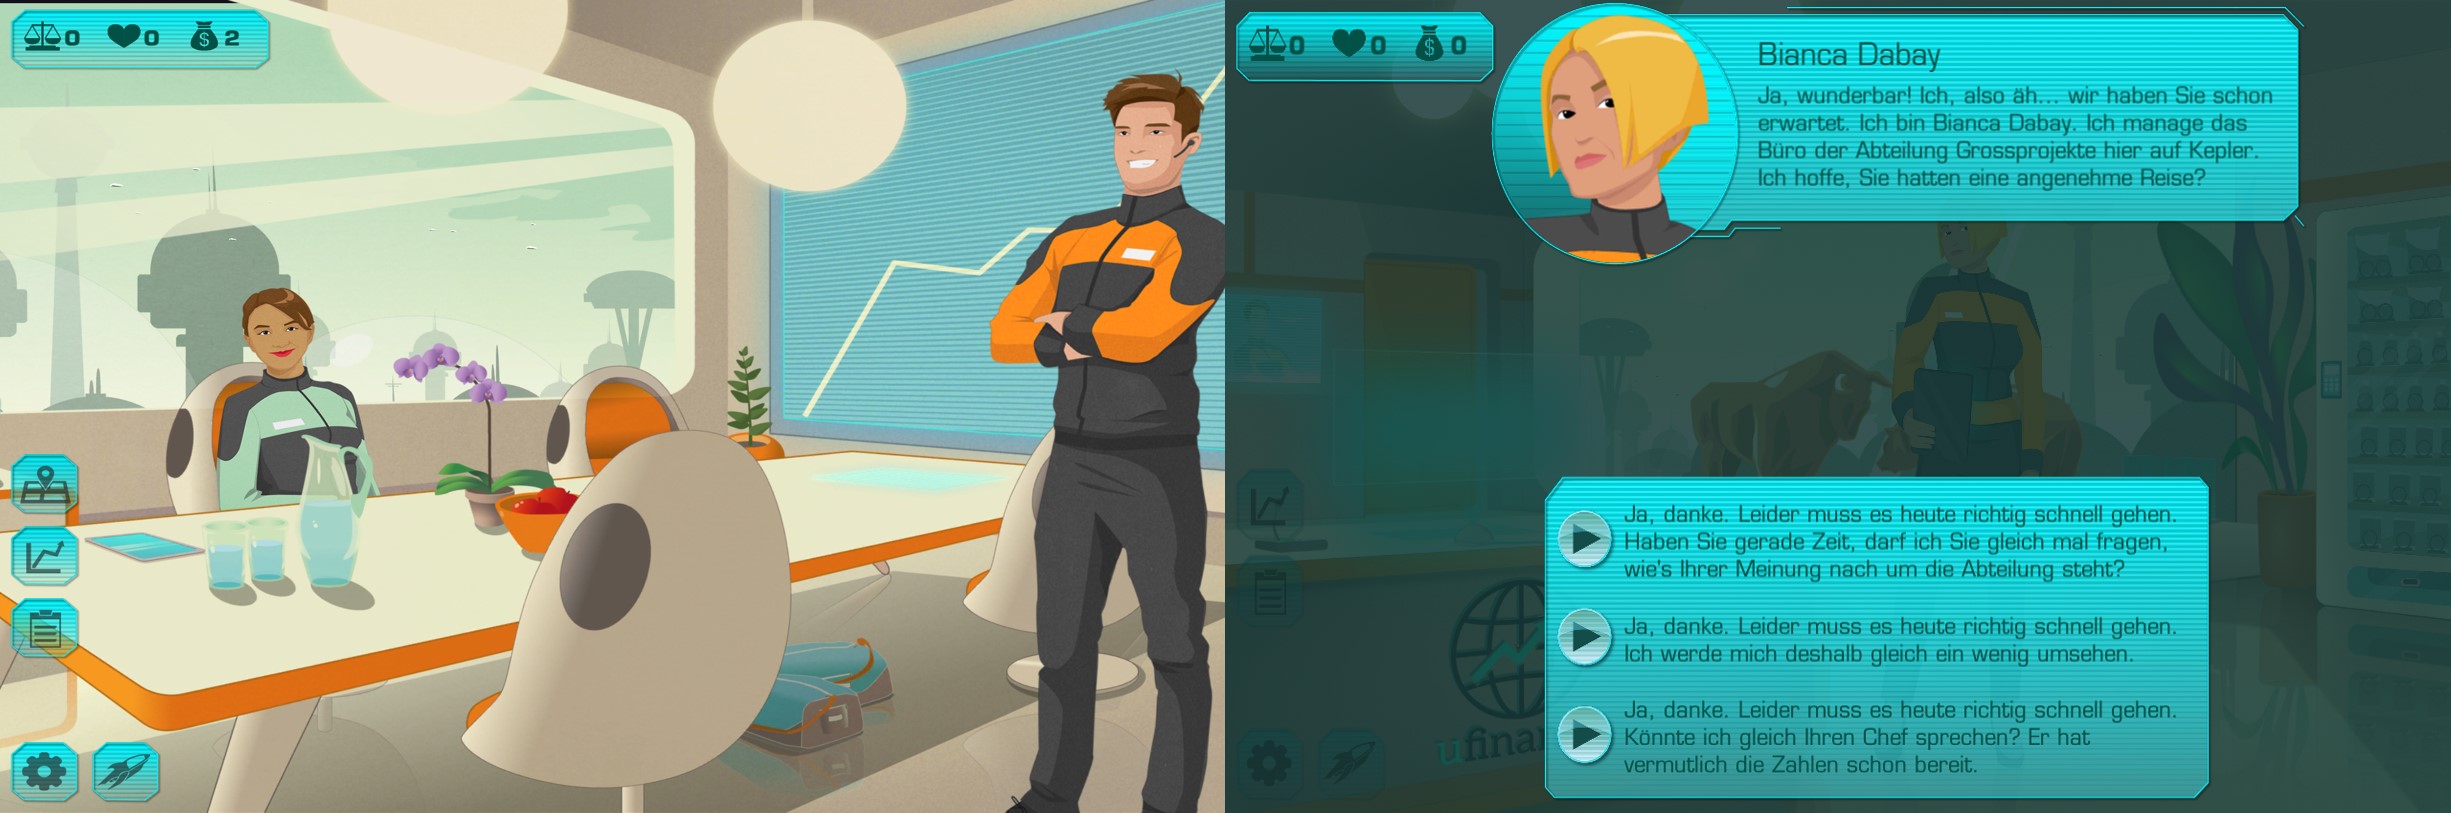 0 0 $ 2
0 0 $ 0
Bianca Dabay
Ja, wunderbar! Ich, also äh... wir haben Sie schon
erwartet. Ich bin Bianca Dabay. Ich manage das
Büro der Abteilung Grossprojekte hier auf Kepler.
Ich hoffe, Sie hatten eine angenehme Reise?
Ja, danke. Leider muss es heute richtig schnell gehen.
Haben Sie gerade Zeit, darf ich Sie gleich mal fragen,
wie's Ihrer Meinung nach um die Abteilung steht?
Ja, danke. Leider muss es heute richtig schnell gehen.
Ich werde mich deshalb gleich ein wenig umsehen.
Ja, danke. Leider muss es heute richtig schnell gehen.
Könnte ich gleich Ihren Chef sprechen? Er hat
vermutlich die Zahlen schon bereit.